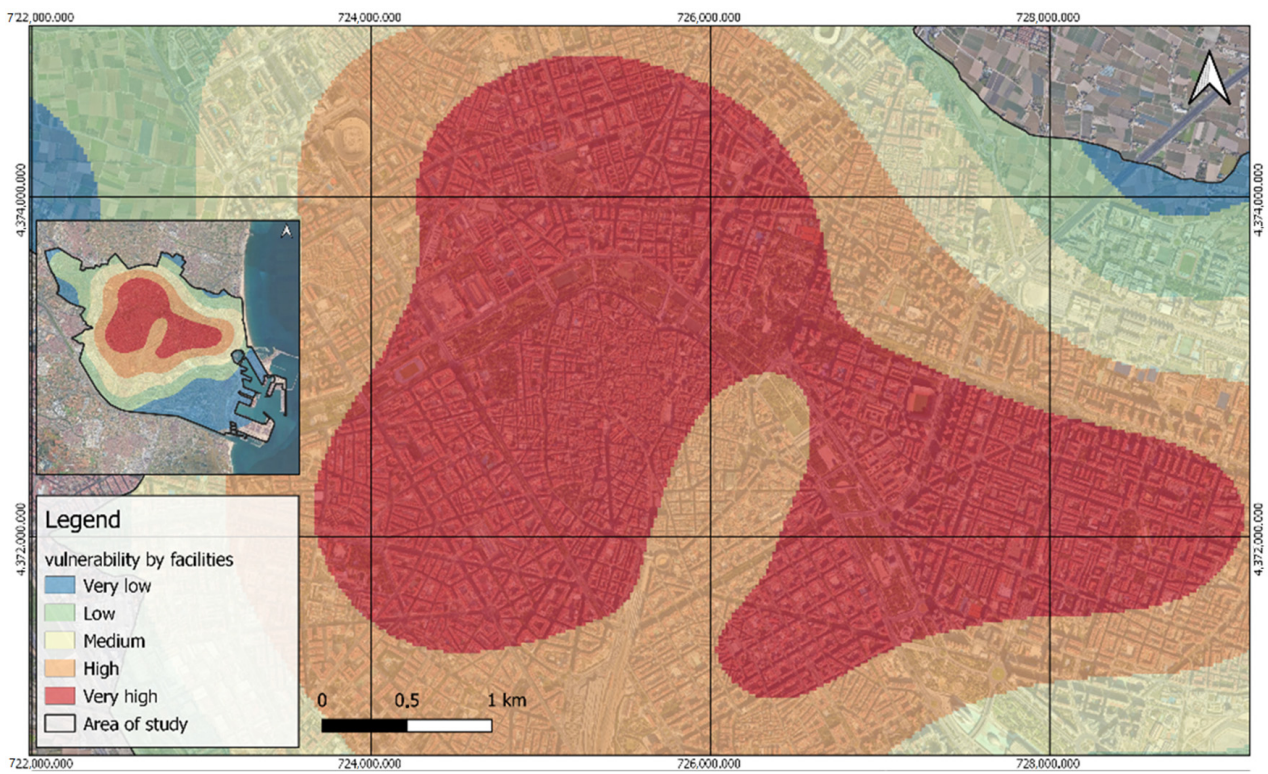 722,000.000 724,000.000 726,000.000 728,000.000
4,374,000.000 4,374,000.000
4,372,000.000 4,372,000.000
Legend
vulnerability by facilities
Very low
Low
Medium
High
Very high
Area of study
0 0.5 1 km
722,000.000 724,000.000 726,000.000 728,000.000